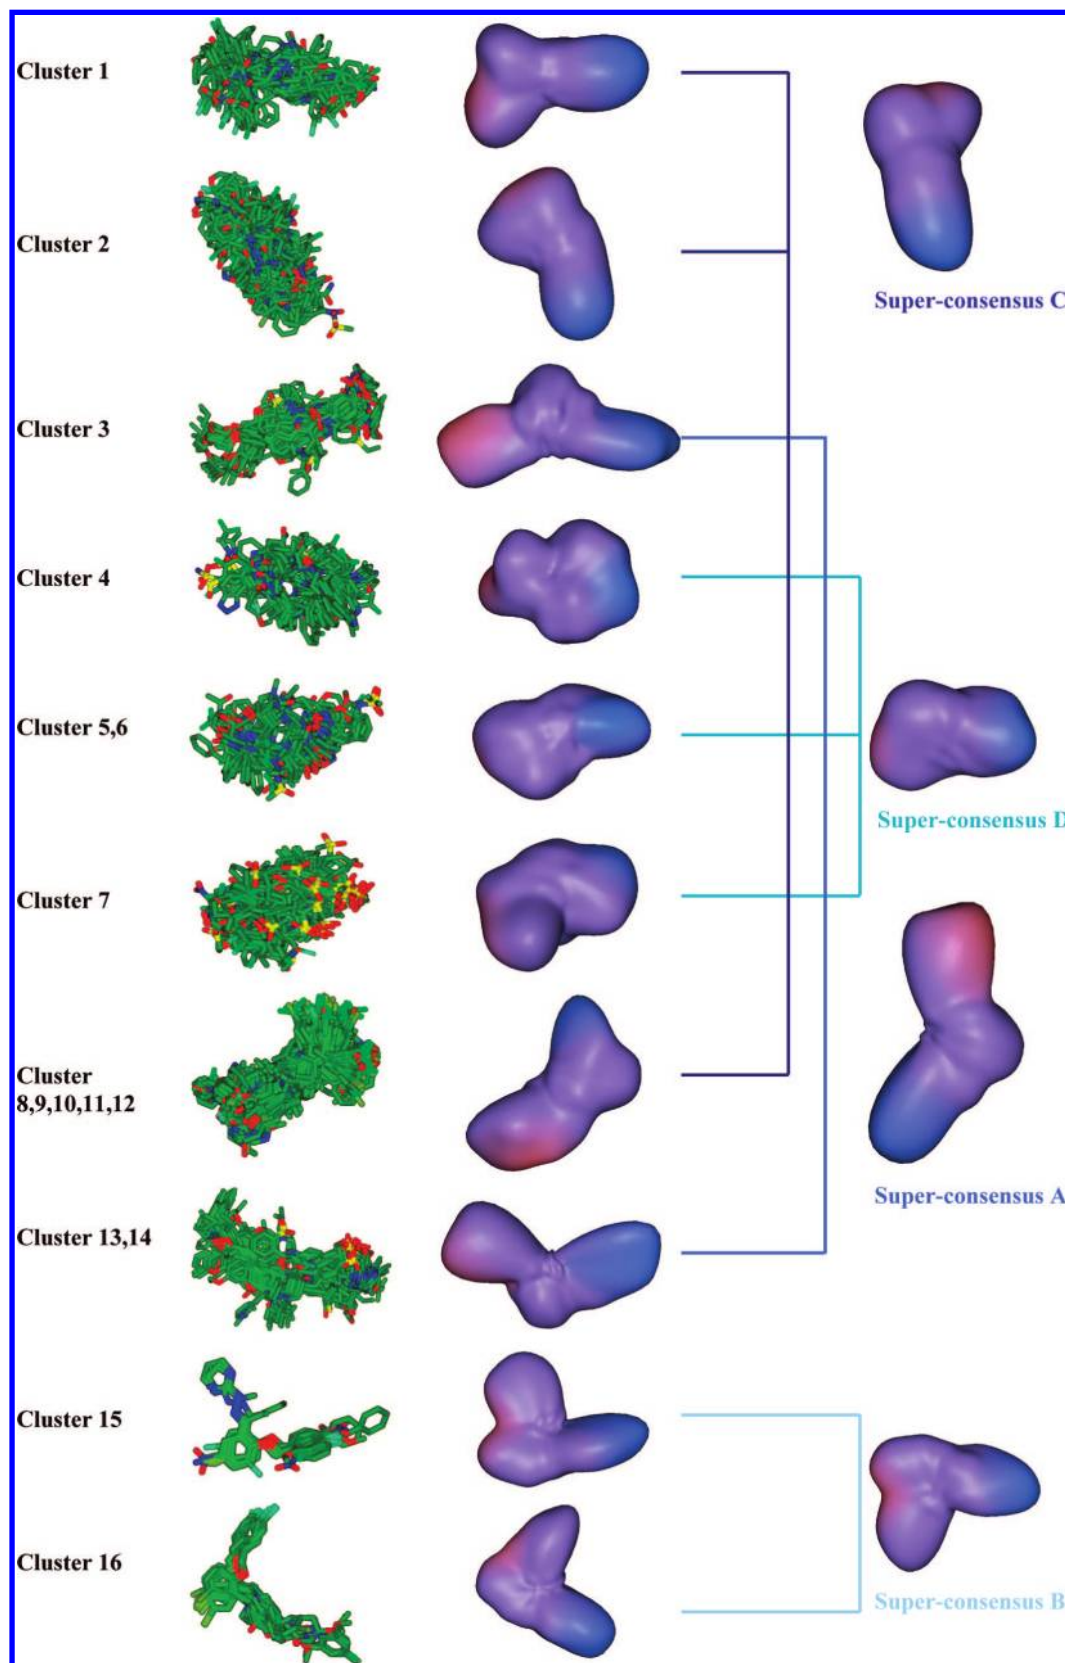 Cluster 1
Cluster 2
Super-consensus C
Cluster 3
Cluster 4
Cluster 5,6
Super-consensus D
Cluster 7
Cluster
8,9,10,11,12
Super-consensus A
Cluster 13,14
Cluster 15
Cluster 16
Super-consensus B